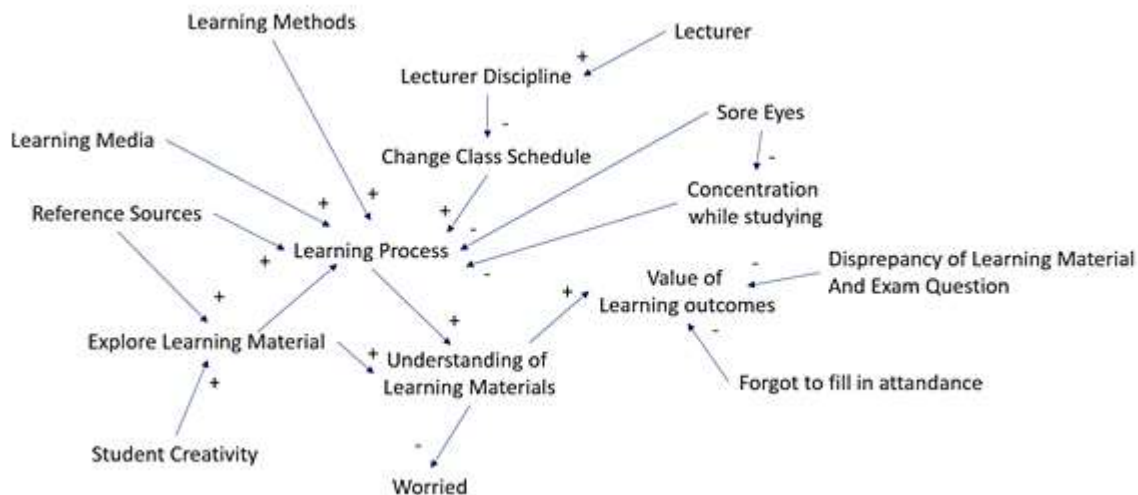 Learning Methods
Lecturer
+
Lecturer Discipline
-
Sore Eyes
Learning Media
Change Class Schedule
-
Concentration
while studying
+
+
+
-
Reference Sources
Learning Process
+
-
Value of
Learning outcomes
-
Disprepancy of Learning Material
And Exam Question
+
+
+
-
Explore Learning Material
+
Understanding of
Learning Materials
Forgot to fill in attandance
+
Student Creativity
-
Worried